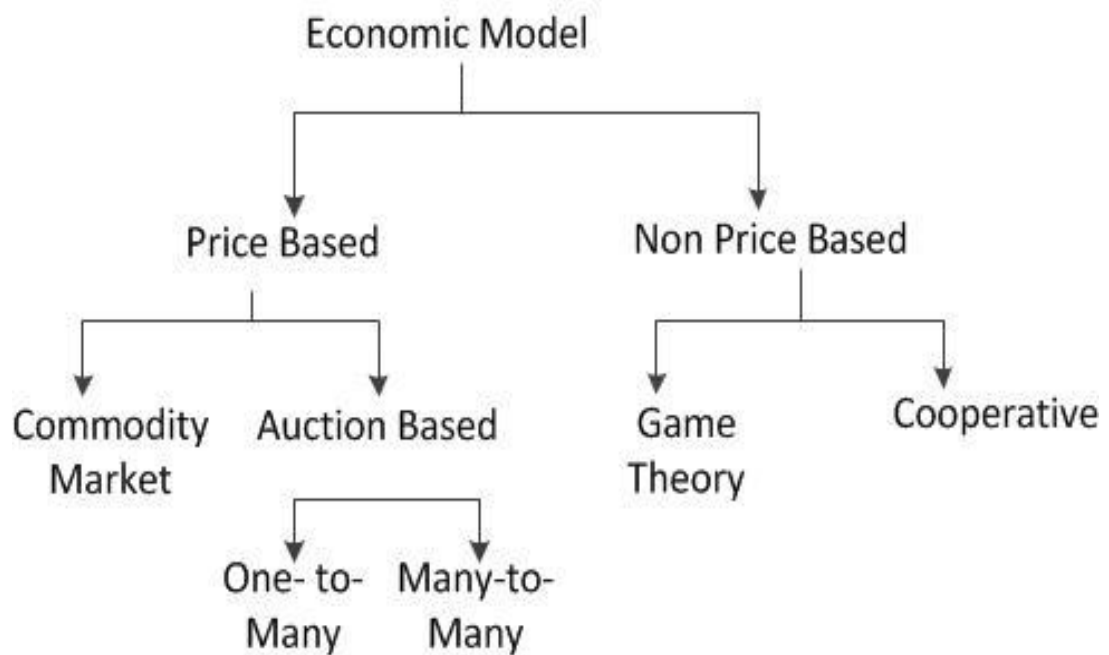 Economic Model
Price Based
Non Price Based
Commodity
Market
Auction Based
Game
Theory
Cooperative
One- to-
Many
Many-to-
Many